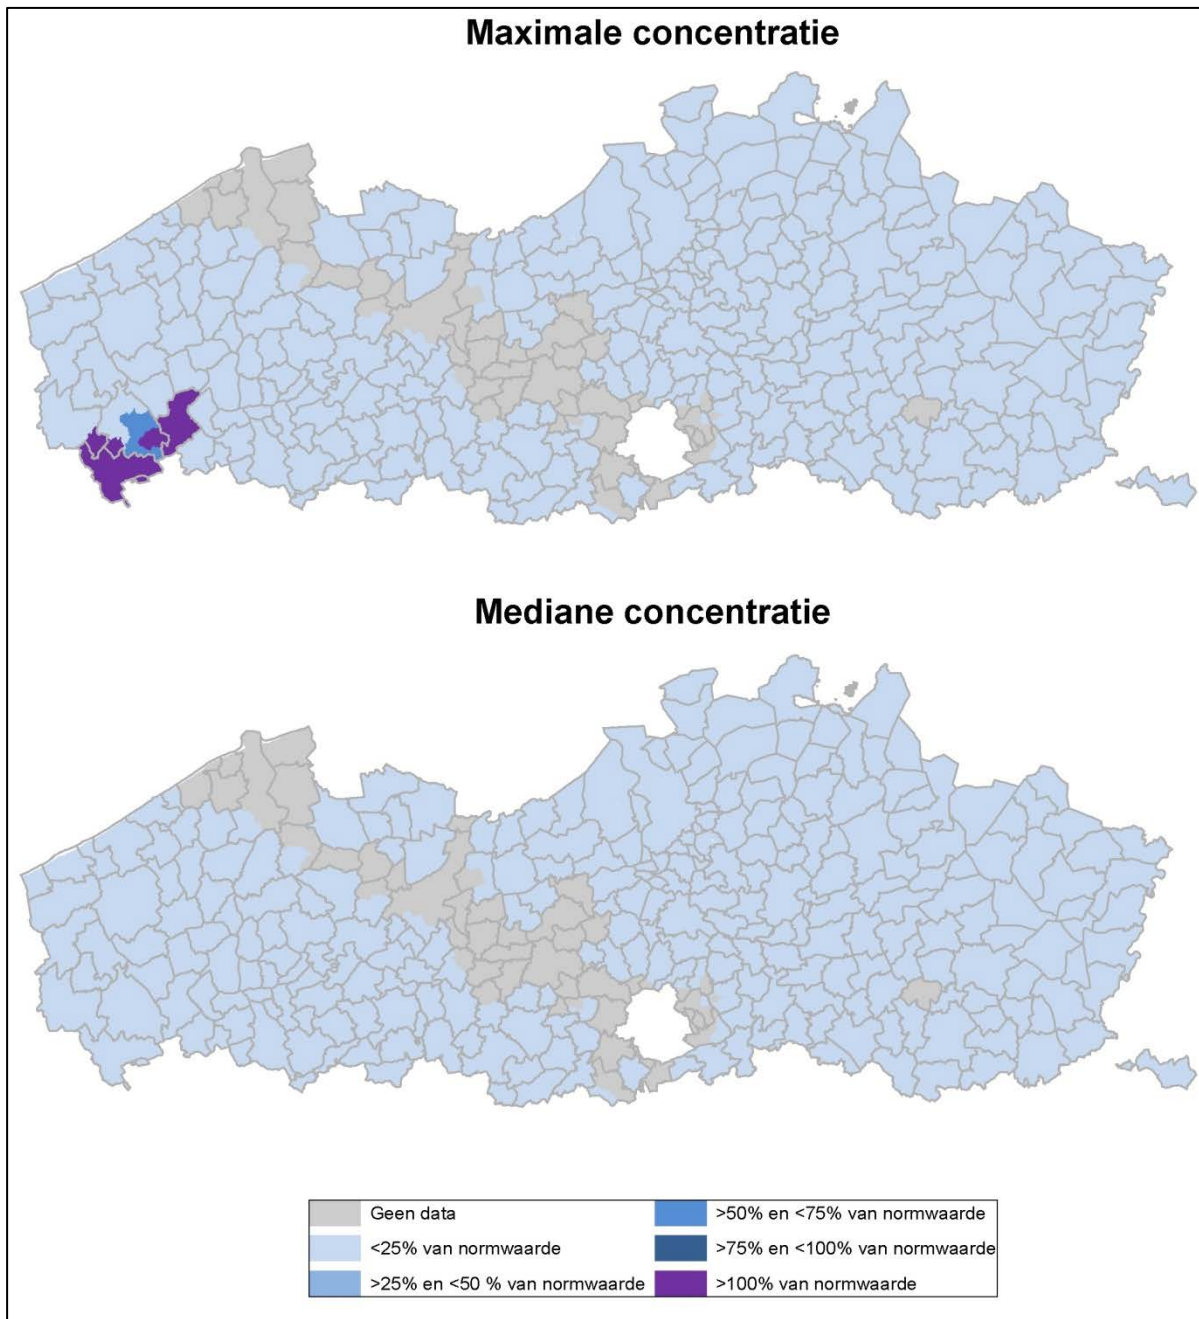 Maximale concentratie
Mediane concentratie
Geen data
<25% van normwaarde
>25% en <50 % van normwaarde
>50% en <75% van normwaarde
>75% en <100% van normwaarde
>100% van normwaarde